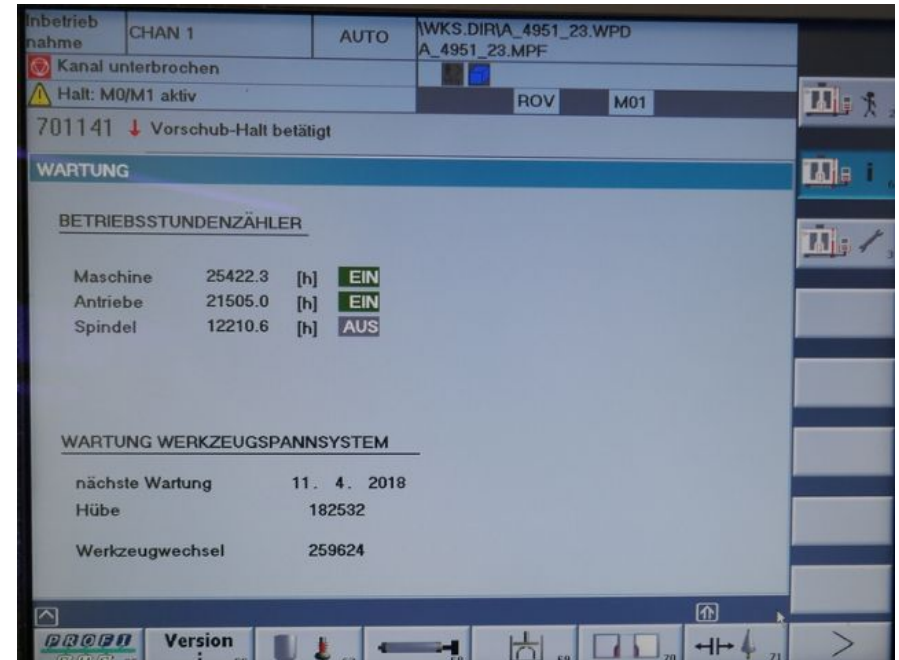 Inbetrieb
nahme
CHAN 1
AUTO
\WKS.DIR\A_4951_23.WPD
A_4951_23.MPF
Kanal unterbrochen
Halt: M0/M1 aktiv
ROV M01
701141 ↓ Vorschub-Halt betätigt
WARTUNG
BETRIEBSSTUNDENZÄHLER
Maschine 25422.3 [h] EIN
Antriebe 21505.0 [h] EIN
Spindel 12210.6 [h] AUS
WARTUNG WERKZEUGSPANNSYSTEM
nächste Wartung 11. 4. 2018
Hübe 182532
Werkzeugwechsel 259624
i
PROFI
Version
70
71
>